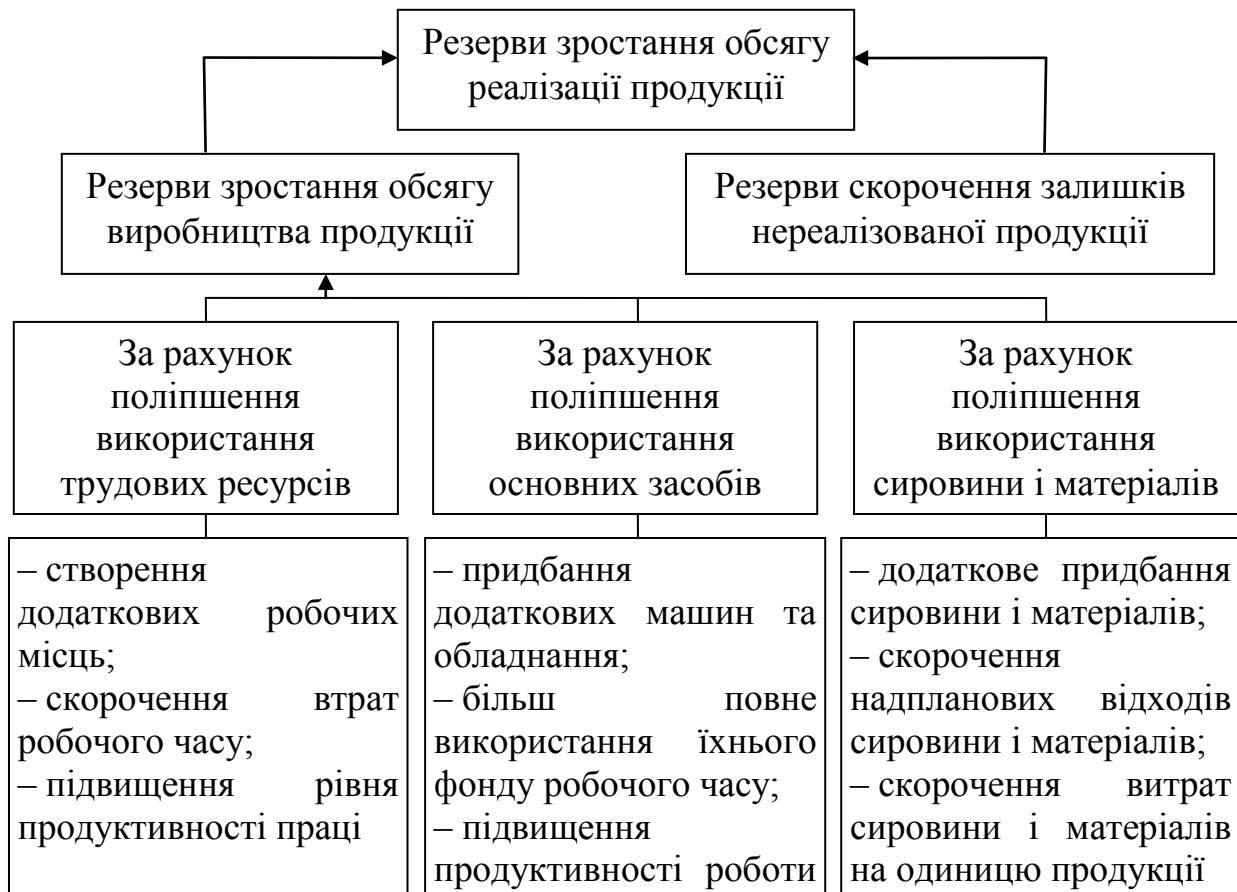 Резерви зростання обсягу
реалізації продукції
Резерви зростання обсягу
виробництва продукції
Резерви скорочення залишків
нереалізованої продукції
За рахунок
поліпшення
використання
трудових ресурсів
За рахунок
поліпшення
використання
основних засобів
За рахунок
поліпшення
використання
сировини і матеріалів
– створення
додаткових робочих
місць;
– скорочення втрат
робочого часу;
– підвищення рівня
продуктивності праці
– придбання
додаткових машин та
обладнання;
– більш повне
використання їхнього
фонду робочого часу;
– підвищення
продуктивності роботи
– додаткове придбання
сировини і матеріалів;
– скорочення
надпланових відходів
сировини і матеріалів;
– скорочення витрат
сировини і матеріалів
на одиницю продукції